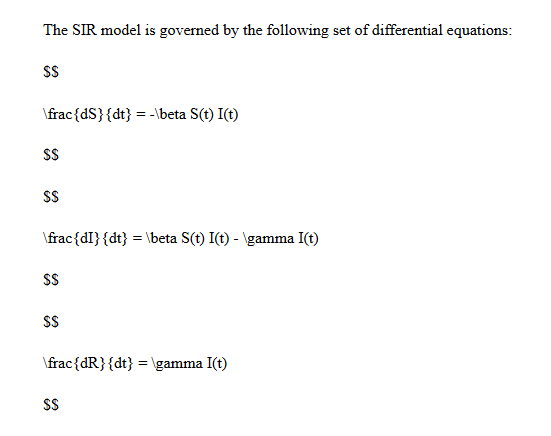 The SIR model is governed by the following set of differential equations:
$$
\frac{dS}{dt} = -\beta S(t) I(t)
$$
$$
\frac{dI}{dt} = \beta S(t) I(t) - \gamma I(t)
$$
$$
\frac{dR}{dt} = \gamma I(t)
$$